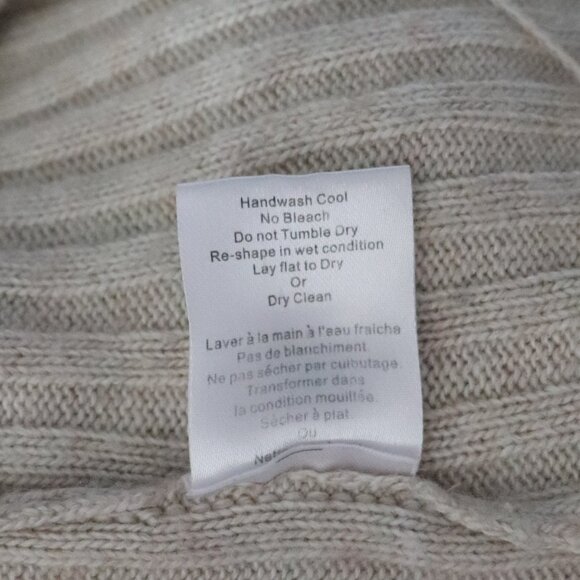 Handwash Cool
No Bleach
Do not Tumble Dry
Re-shape in wet condition
Lay flat to Dry
Or
Dry Clean
Laver à la main à l'eau fraîche
Pas de blanchiment.
Ne pas sécher par culbutage.
Transformer dans
la condition mouillée.
Sécher à plat.
Ou